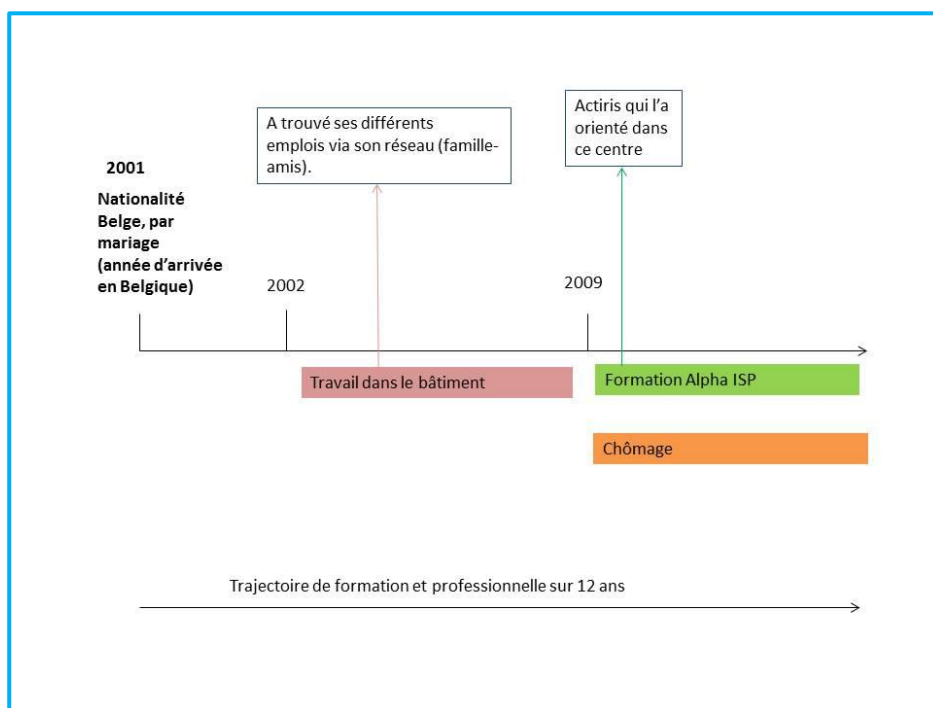 A trouvé ses différents
emplois via son réseau (famille-
amis).
Actiris qui l'a
orienté dans
ce centre
2001
Nationalité
Belge, par
mariage
(année d'arrivée
en Belgique)
2002
2009
Travail dans le bâtiment
Formation Alpha ISP
Chômage
Trajectoire de formation et professionnelle sur 12 ans